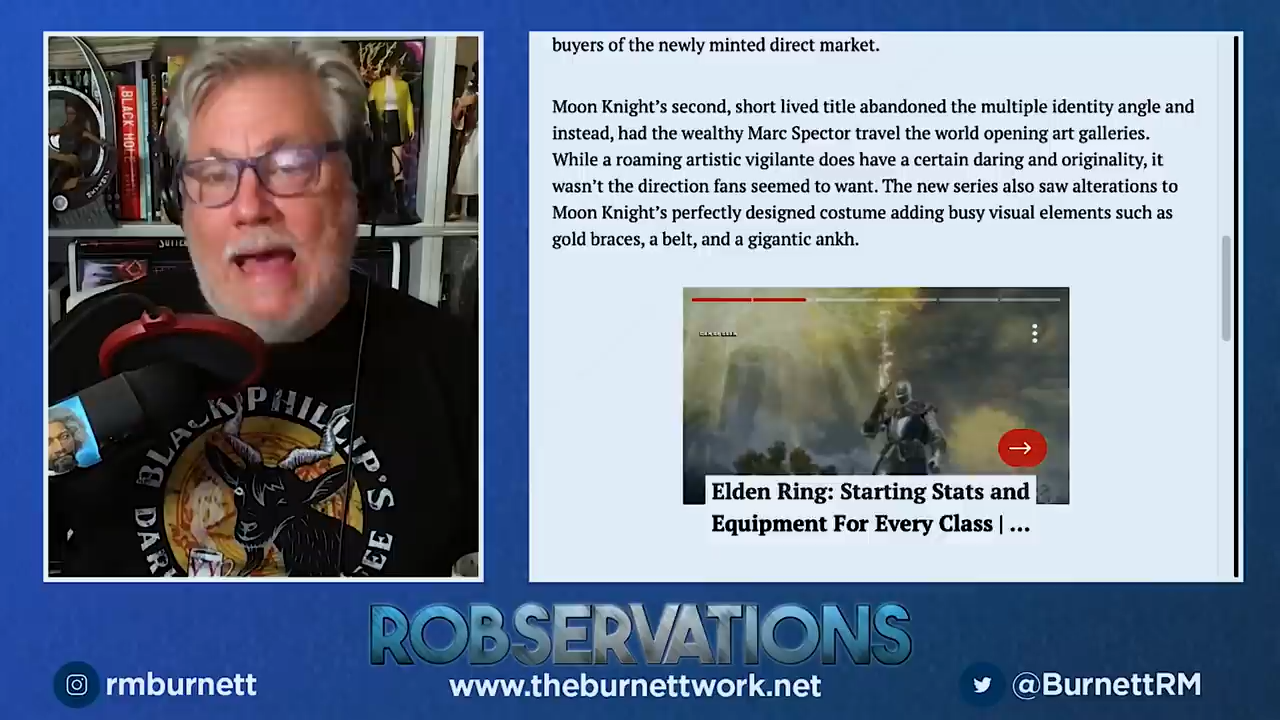 BLACK HOLE
buyers of the newly minted direct market.
Moon Knight's second, short lived title abandoned the multiple identity angle and
instead, had the wealthy Marc Spector travel the world opening art galleries.
While a roaming artistic vigilante does have a certain daring and originality, it
wasn't the direction fans seemed to want. The new series also saw alterations to
Moon Knight's perfectly designed costume adding busy visual elements such as
gold braces, a belt, and a gigantic ankh.
Elden Ring: Starting Stats and
Equipment For Every Class | ...
BLACK PHILLIP'S
ROBSERVATIONS
rmburnett
www.theburnettwork.net
@BurnettRM